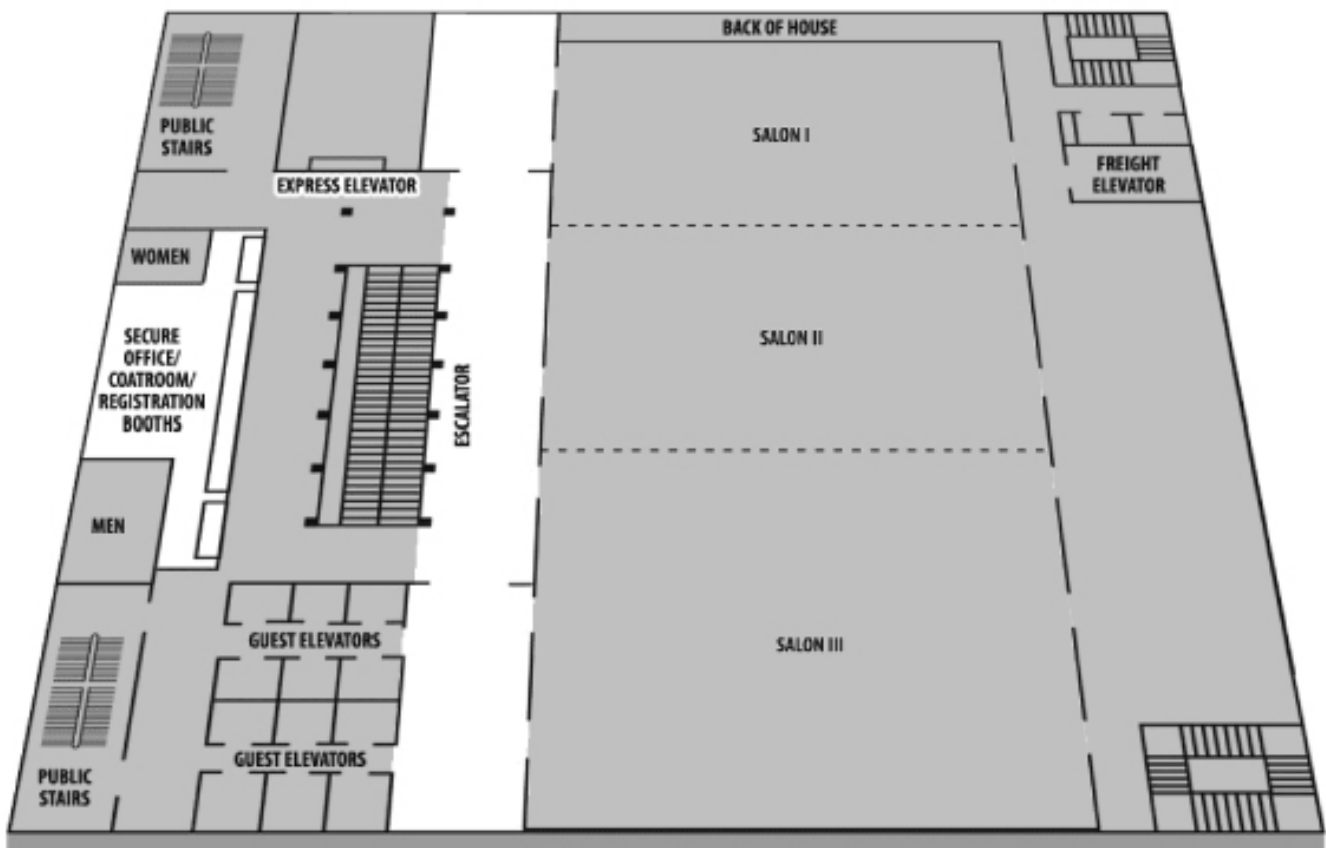 BACK OF HOUSE
PUBLIC
STAIRS
SALON I
EXPRESS ELEVATOR
FREIGHT
ELEVATOR
WOMEN
SECURE
OFFICE/
COATROOM/
REGISTRATION
BOOTHS
ESCALATOR
SALON II
MEN
GUEST ELEVATORS
SALON III
GUEST ELEVATORS
PUBLIC
STAIRS